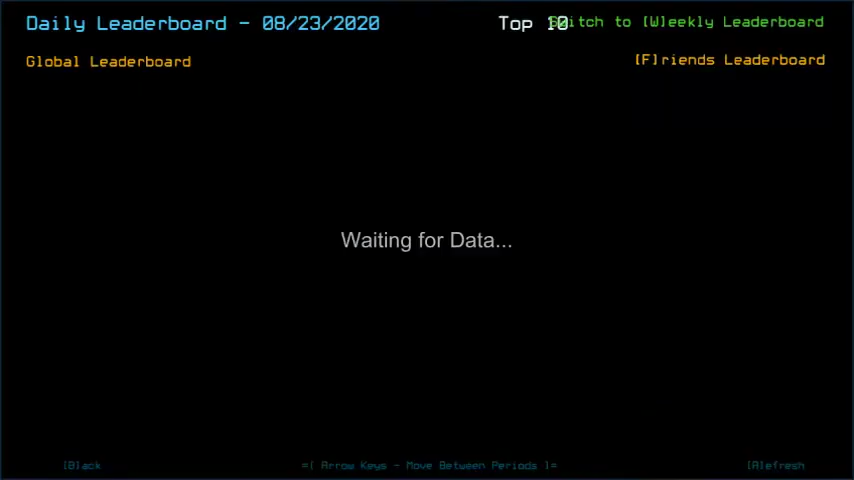 Daily Leaderboard - 08/23/2020
Top 10
Switch to [W]eekly Leaderboard
Global Leaderboard
[F]riends Leaderboard
Waiting for Data...
[B]ack
=[ Arrow Keys - Move Between Periods ]=
[R]efresh